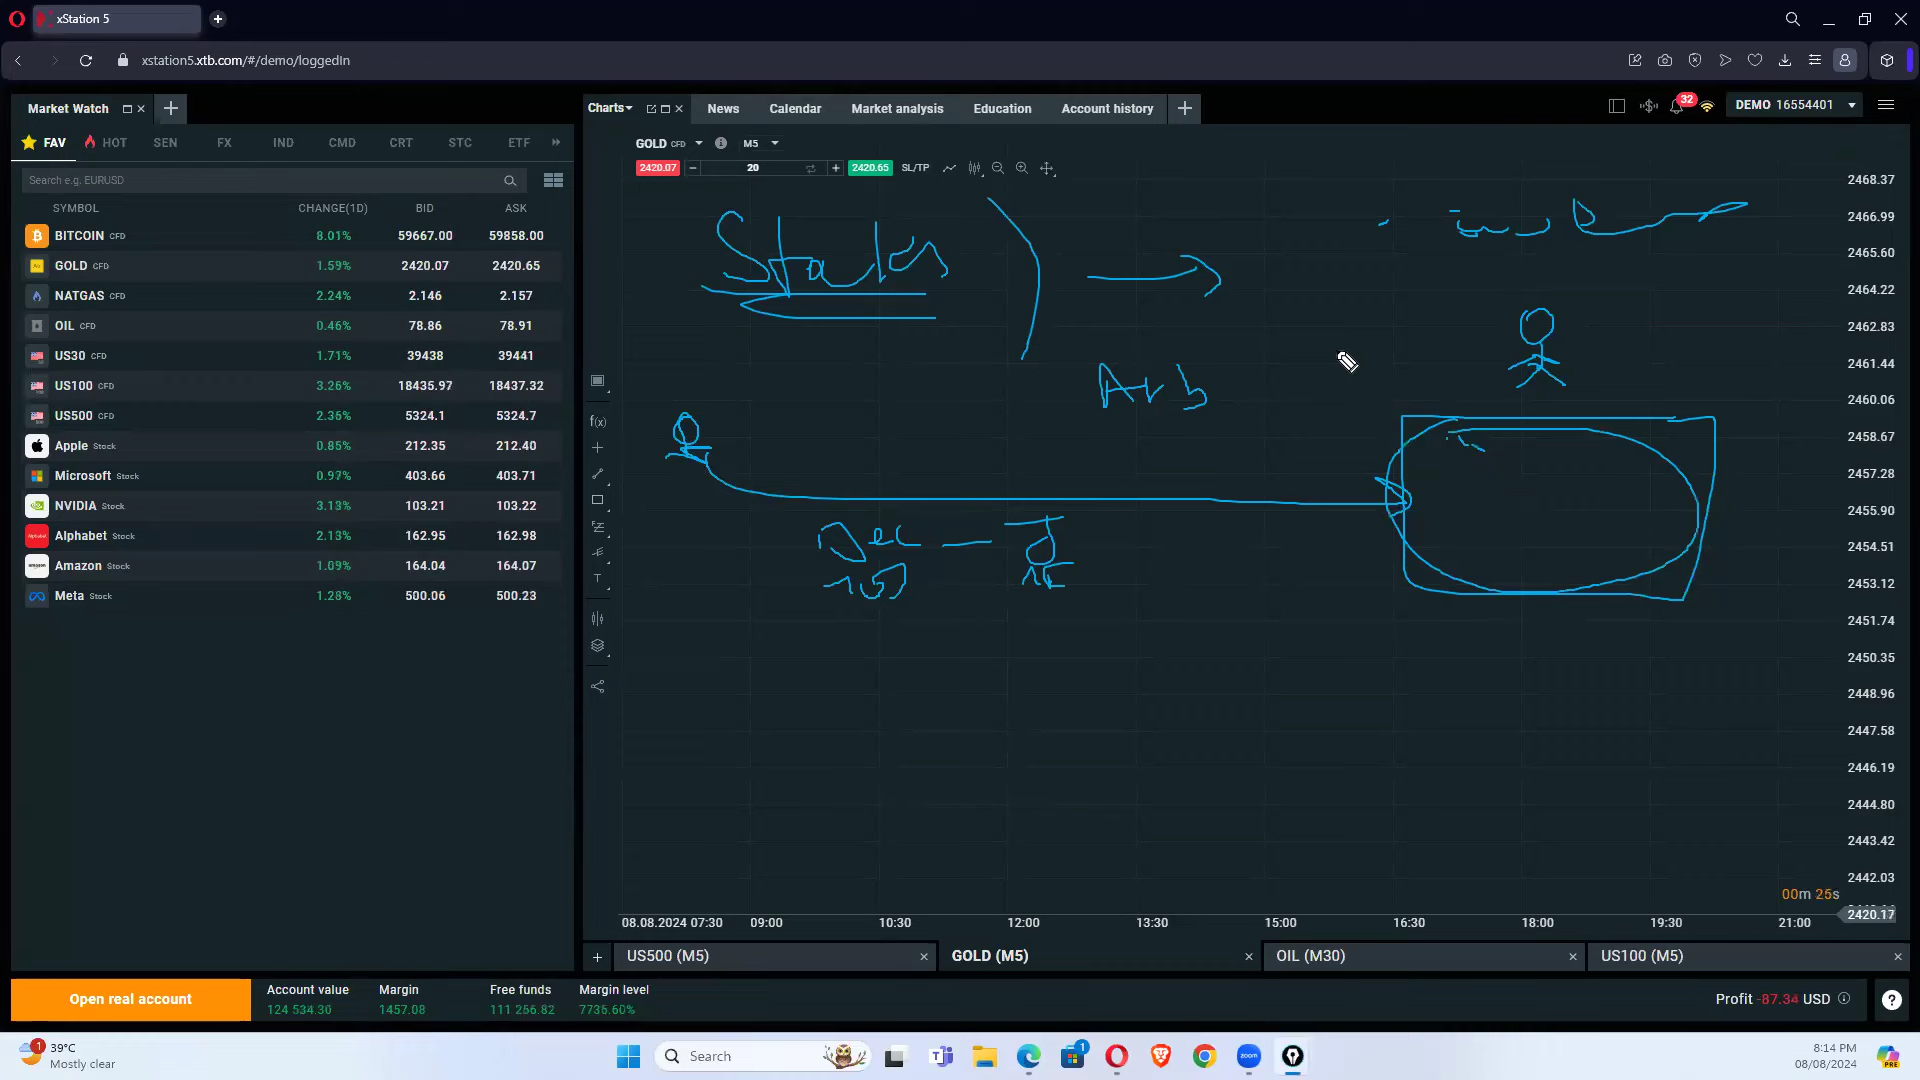 xStation 5
xstation5.xtb.com/#/demo/loggedIn
Market Watch
Charts News Calendar Market analysis Education Account history
32 DEMO 16554401
FAV HOT SEN FX IND CMD CRT STC ETF
GOLD CFD M5
Search e.g. EURUSD
2420.07 20 2420.65 SL/TP
SYMBOL CHANGE(1D) BID ASK
BITCOIN CFD 8.01% 59667.00 59858.00
GOLD CFD 1.59% 2420.07 2420.65
NATGAS CFD 2.24% 2.146 2.157
OIL CFD 0.46% 78.86 78.91
US30 CFD 1.71% 39438 39441
US100 CFD 3.26% 18435.97 18437.32
US500 CFD 2.35% 5324.1 5324.7
Apple Stock 0.85% 212.35 212.40
Microsoft Stock 0.97% 403.66 403.71
NVIDIA Stock 3.13% 103.21 103.22
Alphabet Stock 2.13% 162.95 162.98
Amazon Stock 1.09% 164.04 164.07
Meta Stock 1.28% 500.06 500.23
f(x)
T
2468.37
2466.99
2465.60
2464.22
2462.83
2461.44
2460.06
2458.67
2457.28
2455.90
2454.51
2453.12
2451.74
2450.35
2448.96
2447.58
2446.19
2444.80
2443.42
2442.03
00m 25s
2420.17
08.08.2024 07:30 09:00 10:30 12:00 13:30 15:00 16:30 18:00 19:30 21:00
US500 (M5) GOLD (M5) OIL (M30) US100 (M5)
Open real account
Account value Margin Free funds Margin level
124 534.30 1457.08 111 256.82 7735.60%
Profit -87.34 USD
1 39°C
Mostly clear
Search
zoom
1
8:14 PM
08/08/2024
PRE